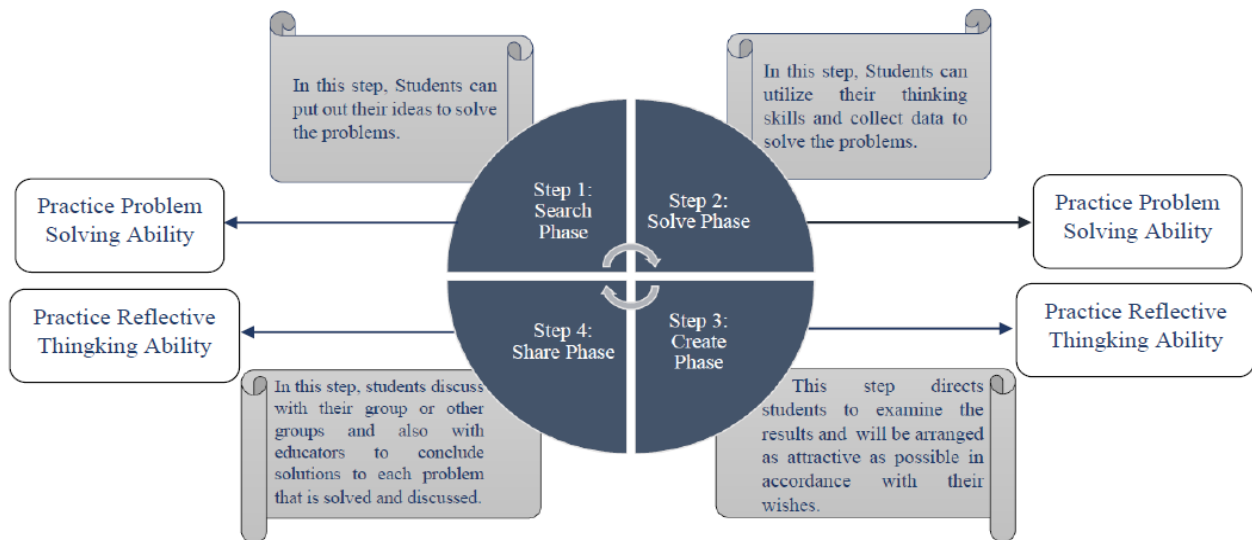 In this step, Students can
put out their ideas to solve
the problems.
In this step, Students can
utilize their thinking
skills and collect data to
solve the problems.
Step 1:
Search
Phase
Step 2:
Solve Phase
Practice Problem
Solving Ability
Practice Problem
Solving Ability
Practice Reflective
Thingking Ability
Step 4:
Share Phase
Step 3:
Create
Phase
Practice Reflective
Thingking Ability
In this step, students discuss
with their group or other
groups and also with
educators to conclude
solutions to each problem
that is solved and discussed.
This step directs
students to examine the
results and will be arranged
as attractive as possible in
accordance with their
wishes.